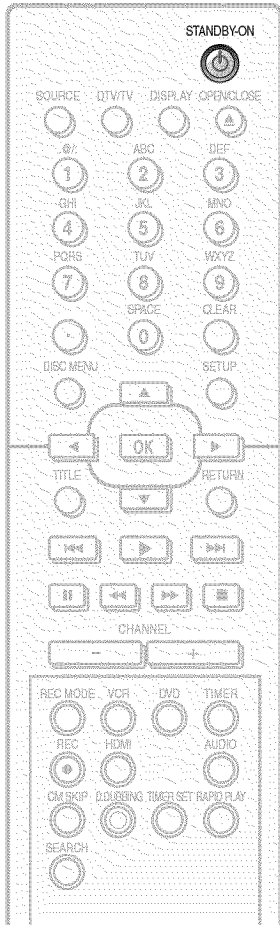 STANDBY-ON
SOURCE DTV/TV DISPLAY OPEN/CLOSE
@/: ABC DEF
1 2 3
GHI JKL MNO
4 5 6
PQRS TUV WXYZ
7 8 9
SPACE CLEAR
• 0
DISC MENU SETUP
OK
TITLE RETURN
CHANNEL
- +
REC MODE VCR DVD TIMER
REC HDMI AUDIO
CM SKIP D.DUBBING TIMER SET RAPID PLAY
SEARCH